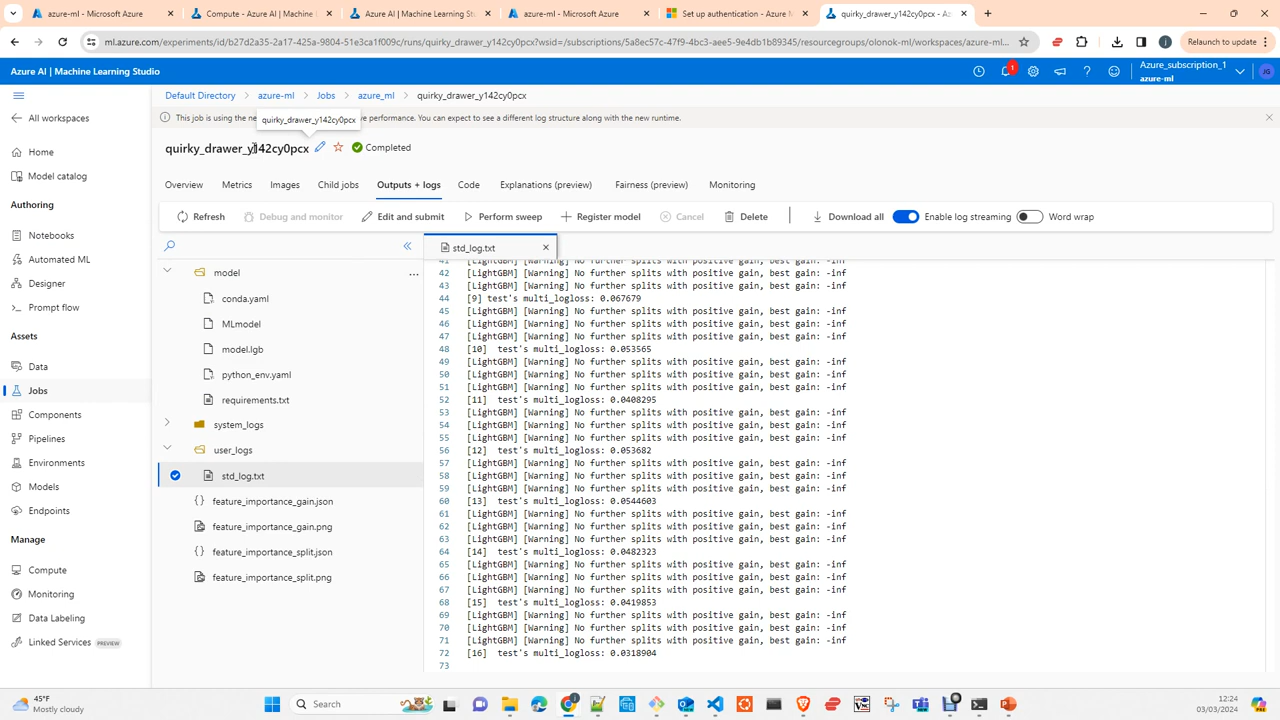 azure-ml - Microsoft Azure
Compute - Azure AI | Machine L
Azure AI | Machine Learning Stu
azure-ml - Microsoft Azure
Set up authentication - Azure M
quirky_drawer_y142cy0pcx - Az
ml.azure.com/experiments/id/b27d2a35-2a17-425a-9804-51e3ca1f009c/runs/quirky_drawer_y142cy0pcx?wsid=/subscriptions/5a8ec57c-47f9-4bc3-aee5-9e4db1b89345/resourcegroups/olonok-ml/workspaces/azure-m...
Relaunch to update
Azure AI | Machine Learning Studio
1
Azure_subscription_1
azure-ml
JG
Default Directory > azure-ml > Jobs > azure_ml > quirky_drawer_y142cy0pcx
All workspaces
Home
Model catalog
Authoring
Notebooks
Automated ML
Designer
Prompt flow
Assets
Data
Jobs
Components
Pipelines
Environments
Models
Endpoints
Manage
Compute
Monitoring
Data Labeling
Linked Services PREVIEW
This job is using the ne
performance. You can expect to see a different log structure along with the new runtime.
quirky_drawer_y142cy0pcx
quirky_drawer_y142cy0pcx Completed
Overview Metrics Images Child jobs Outputs + logs Code Explanations (preview) Fairness (preview) Monitoring
Refresh Debug and monitor Edit and submit Perform sweep Register model Cancel Delete Download all Enable log streaming Word wrap
model
conda.yaml
MLmodel
model.lgb
python_env.yaml
requirements.txt
system_logs
user_logs
std_log.txt
feature_importance_gain.json
feature_importance_gain.png
feature_importance_split.json
feature_importance_split.png
std_log.txt
41 [LightGBM] [Warning] No further splits with positive gain, best gain: -inf
42 [LightGBM] [Warning] No further splits with positive gain, best gain: -inf
43 [LightGBM] [Warning] No further splits with positive gain, best gain: -inf
44 [9] test's multi_logloss: 0.067679
45 [LightGBM] [Warning] No further splits with positive gain, best gain: -inf
46 [LightGBM] [Warning] No further splits with positive gain, best gain: -inf
47 [LightGBM] [Warning] No further splits with positive gain, best gain: -inf
48 [10] test's multi_logloss: 0.053565
49 [LightGBM] [Warning] No further splits with positive gain, best gain: -inf
50 [LightGBM] [Warning] No further splits with positive gain, best gain: -inf
51 [LightGBM] [Warning] No further splits with positive gain, best gain: -inf
52 [11] test's multi_logloss: 0.0408295
53 [LightGBM] [Warning] No further splits with positive gain, best gain: -inf
54 [LightGBM] [Warning] No further splits with positive gain, best gain: -inf
55 [LightGBM] [Warning] No further splits with positive gain, best gain: -inf
56 [12] test's multi_logloss: 0.053682
57 [LightGBM] [Warning] No further splits with positive gain, best gain: -inf
58 [LightGBM] [Warning] No further splits with positive gain, best gain: -inf
59 [LightGBM] [Warning] No further splits with positive gain, best gain: -inf
60 [13] test's multi_logloss: 0.0544603
61 [LightGBM] [Warning] No further splits with positive gain, best gain: -inf
62 [LightGBM] [Warning] No further splits with positive gain, best gain: -inf
63 [LightGBM] [Warning] No further splits with positive gain, best gain: -inf
64 [14] test's multi_logloss: 0.0482323
65 [LightGBM] [Warning] No further splits with positive gain, best gain: -inf
66 [LightGBM] [Warning] No further splits with positive gain, best gain: -inf
67 [LightGBM] [Warning] No further splits with positive gain, best gain: -inf
68 [15] test's multi_logloss: 0.0419853
69 [LightGBM] [Warning] No further splits with positive gain, best gain: -inf
70 [LightGBM] [Warning] No further splits with positive gain, best gain: -inf
71 [LightGBM] [Warning] No further splits with positive gain, best gain: -inf
72 [16] test's multi_logloss: 0.0318904
73
45°F
Mostly cloudy
Search
12:24
03/03/2024